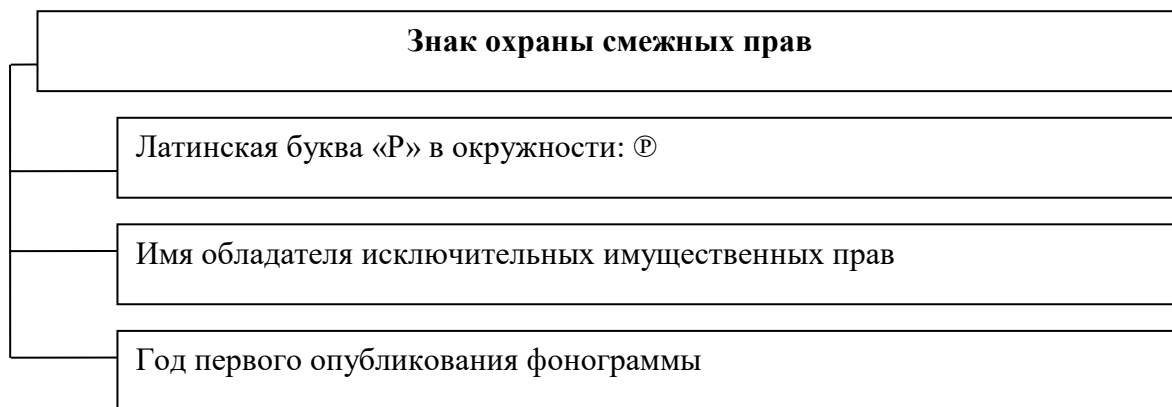 Знак охраны смежных прав
Латинская буква «Р» в окружности: ℗
Имя обладателя исключительных имущественных прав
Год первого опубликования фонограммы